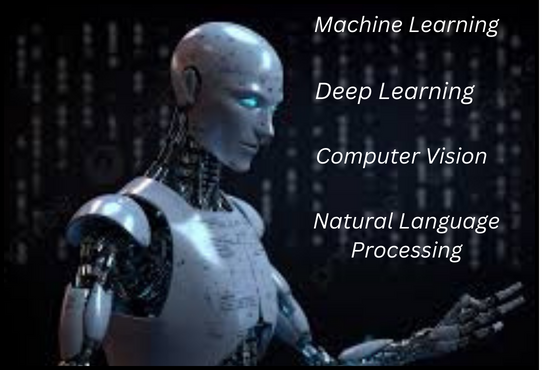 Machine Learning
Deep Learning
Computer Vision
Natural Language
Processing